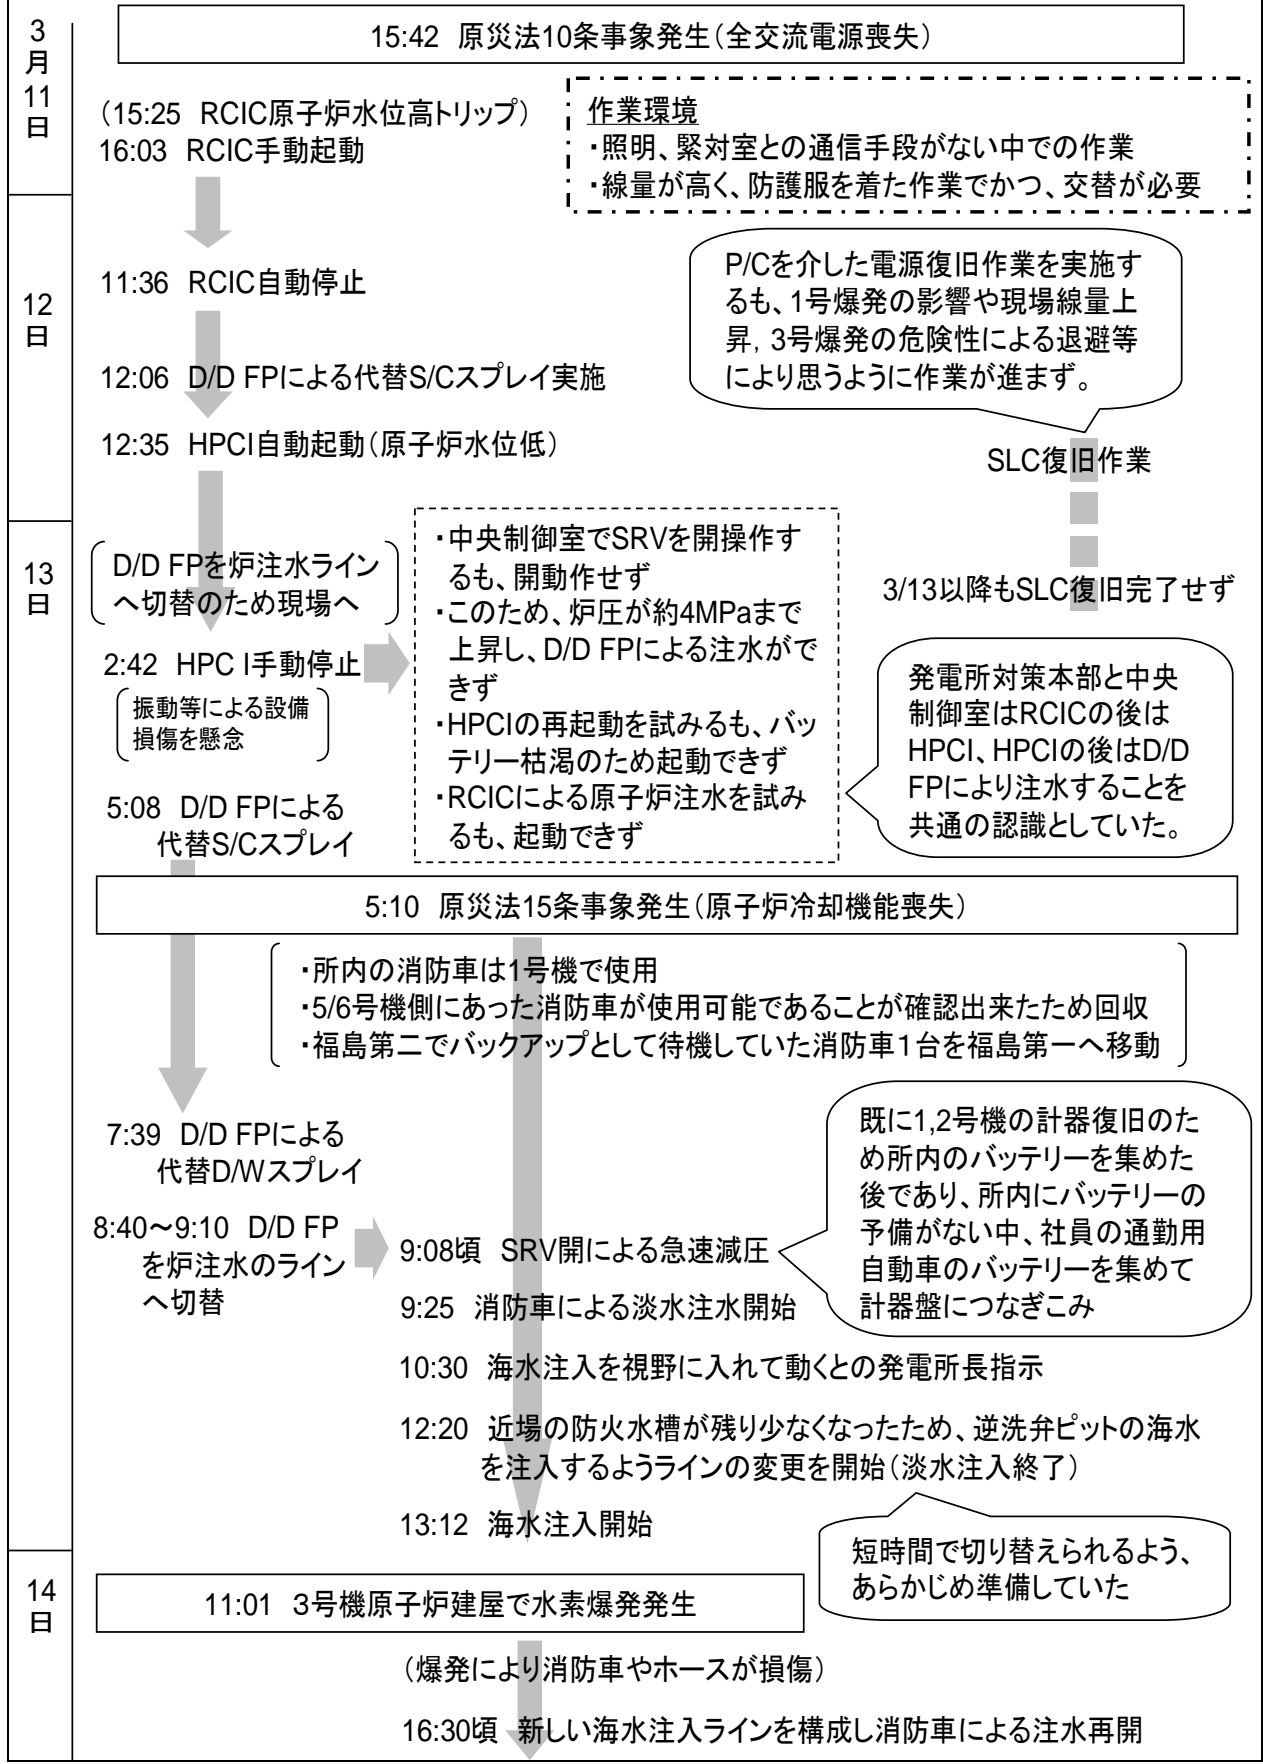 3
月
11
日
15:42 原災法10条事象発生（全交流電源喪失）
（15:25 RCIC原子炉水位高トリップ）
16:03 RCIC手動起動
作業環境
・照明、緊対室との通信手段がない中での作業
・線量が高く、防護服を着た作業でかつ、交替が必要
12
日
11:36 RCIC自動停止
12:06 D/D FPによる代替S/Cスプレイ実施
12:35 HPCI自動起動（原子炉水位低）
P/Cを介した電源復旧作業を実施す
るも、1号爆発の影響や現場線量上
昇，3号爆発の危険性による退避等
により思うように作業が進まず。
SLC復旧作業
3/13以降もSLC復旧完了せず
13
日
D/D FPを炉注水ライン
へ切替のため現場へ
2:42 HPC I手動停止
振動等による設備
損傷を懸念
・中央制御室でSRVを開操作す
るも、開動作せず
・このため、炉圧が約4MPaまで
上昇し、D/D FPによる注水がで
きず
・HPCIの再起動を試みるも、バッ
テリー枯渇のため起動できず
・RCICによる原子炉注水を試み
るも、起動できず
発電所対策本部と中央
制御室はRCICの後は
HPCI、HPCIの後はD/D
FPにより注水することを
共通の認識としていた。
5:08 D/D FPによる
代替S/Cスプレイ
5:10 原災法15条事象発生（原子炉冷却機能喪失）
・所内の消防車は1号機で使用
・5/6号機側にあった消防車が使用可能であることが確認出来たため回収
・福島第二でバックアップとして待機していた消防車１台を福島第一へ移動
7:39 D/D FPによる
代替D/Wスプレイ
8:40～9:10 D/D FP
を炉注水のライン
へ切替
既に1,2号機の計器復旧のた
め所内のバッテリーを集めた
後であり、所内にバッテリーの
予備がない中、社員の通勤用
自動車のバッテリーを集めて
計器盤につなぎこみ
9:08頃 SRV開による急速減圧
9:25 消防車による淡水注水開始
10:30 海水注入を視野に入れて動くとの発電所長指示
12:20 近場の防火水槽が残り少なくなったため、逆洗弁ピットの海水
を注入するようラインの変更を開始（淡水注入終了）
13:12 海水注入開始
短時間で切り替えられるよう、
あらかじめ準備していた
14
日
11:01 ３号機原子炉建屋で水素爆発発生
（爆発により消防車やホースが損傷）
16:30頃 新しい海水注入ラインを構成し消防車による注水再開